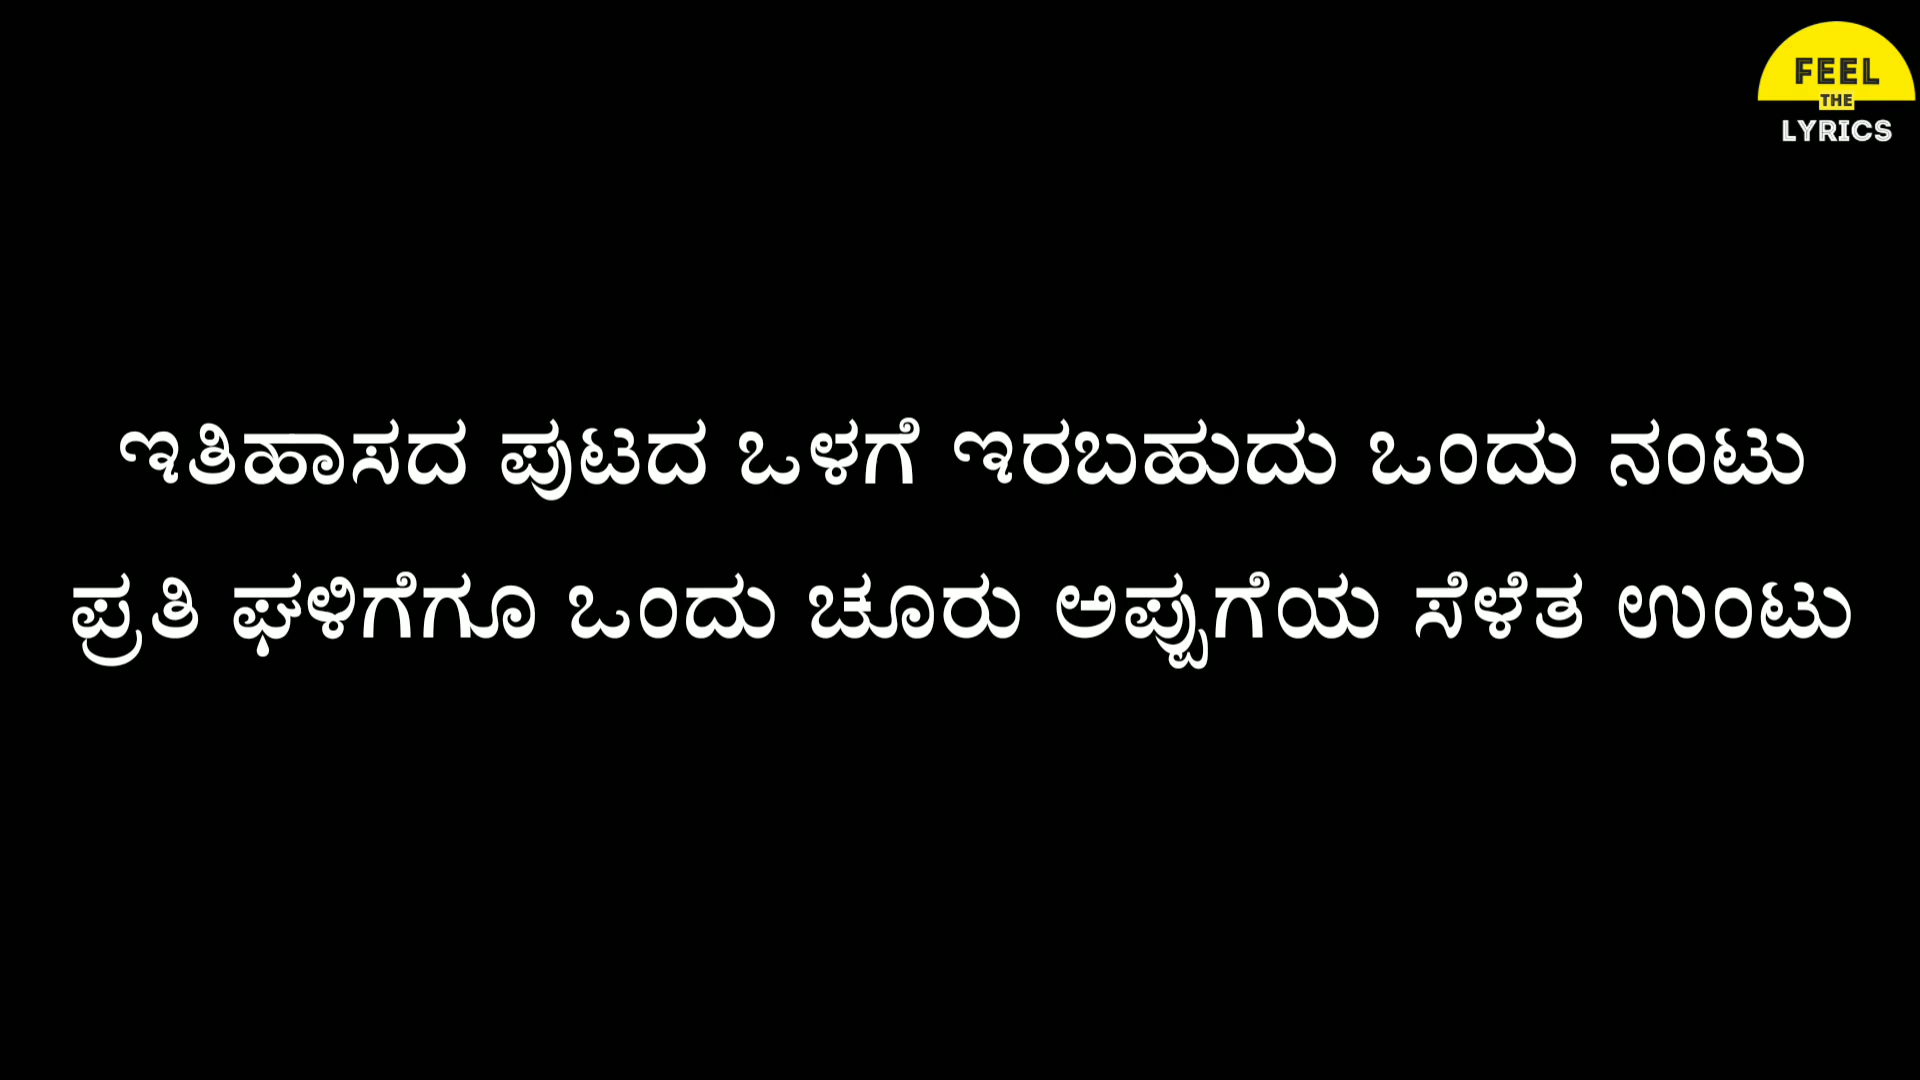 FEEL
THE
LYRICS
ಇತಿಹಾಸದ ಪುಟದ ಒಳಗೆ ಇರಬಹುದು ಒಂದು ನಂಟು
ಪ್ರತಿ ಘಳಿಗೆಗೂ ಒಂದು ಚೂರು ಅಪ್ಪುಗೆಯ ಸೆಳೆತ ಉಂಟು